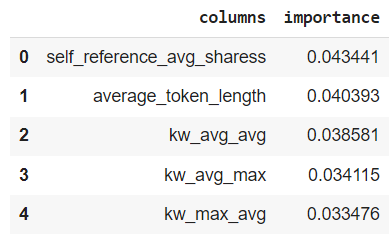 columns importance
0 self_reference_avg_sharess 0.043441
1 average_token_length 0.040393
2 kw_avg_avg 0.038581
3 kw_avg_max 0.034115
4 kw_max_avg 0.033476